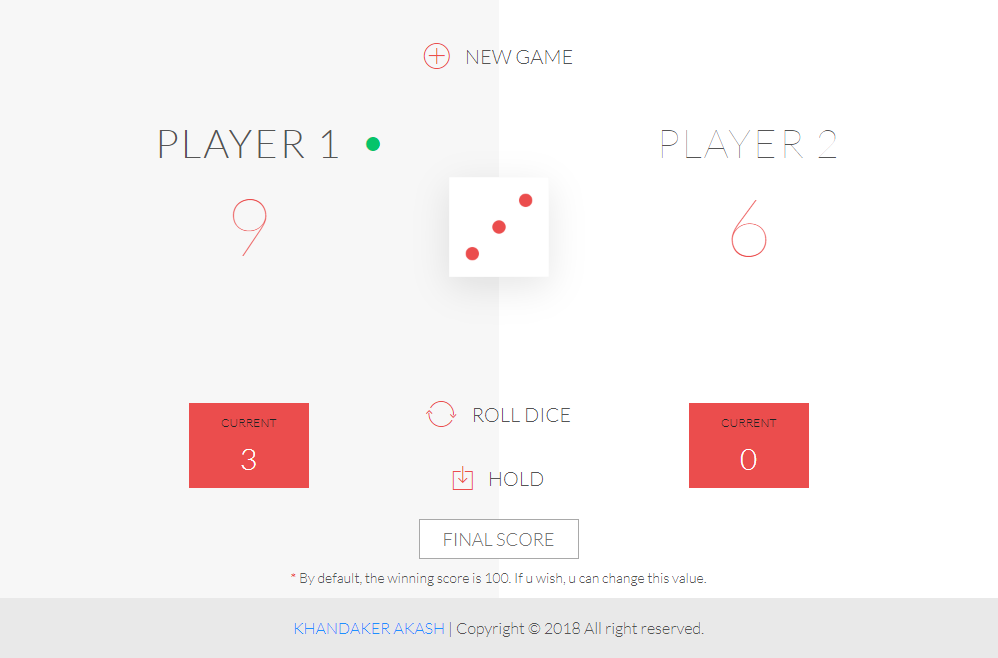 NEW GAME
PLAYER 1
PLAYER 2
9
6
CURRENT
3
ROLL DICE
CURRENT
0
HOLD
FINAL SCORE
* By default, the winning score is 100. If u wish, u can change this value.
KHANDAKER AKASH | Copyright © 2018 All right reserved.